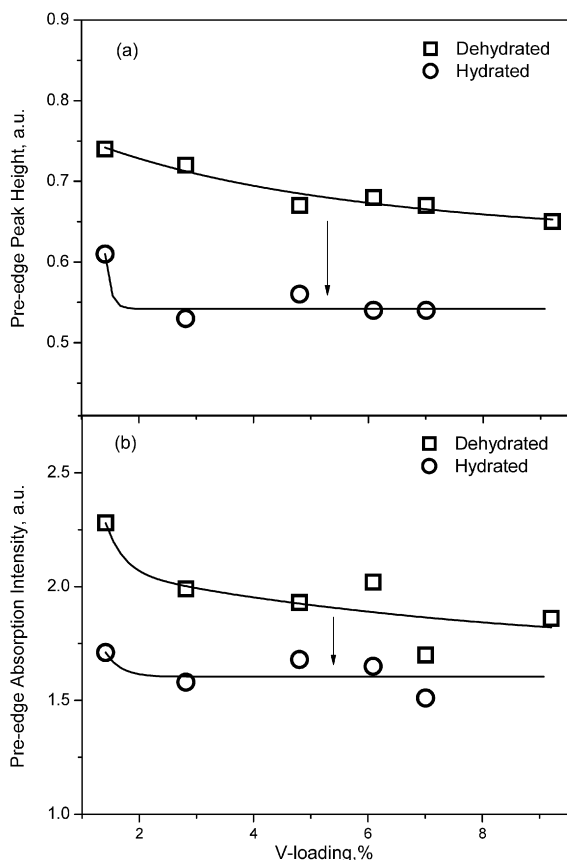 0.9
(a)
Dehydrated
Hydrated
0.8
0.7
0.6
0.5
Pre-edge Peak Height, a.u.
(b)
Dehydrated
Hydrated
2.5
2.0
1.5
1.0
Pre-edge Absorption Intensity, a.u.
2 4 6 8
V-loading,%